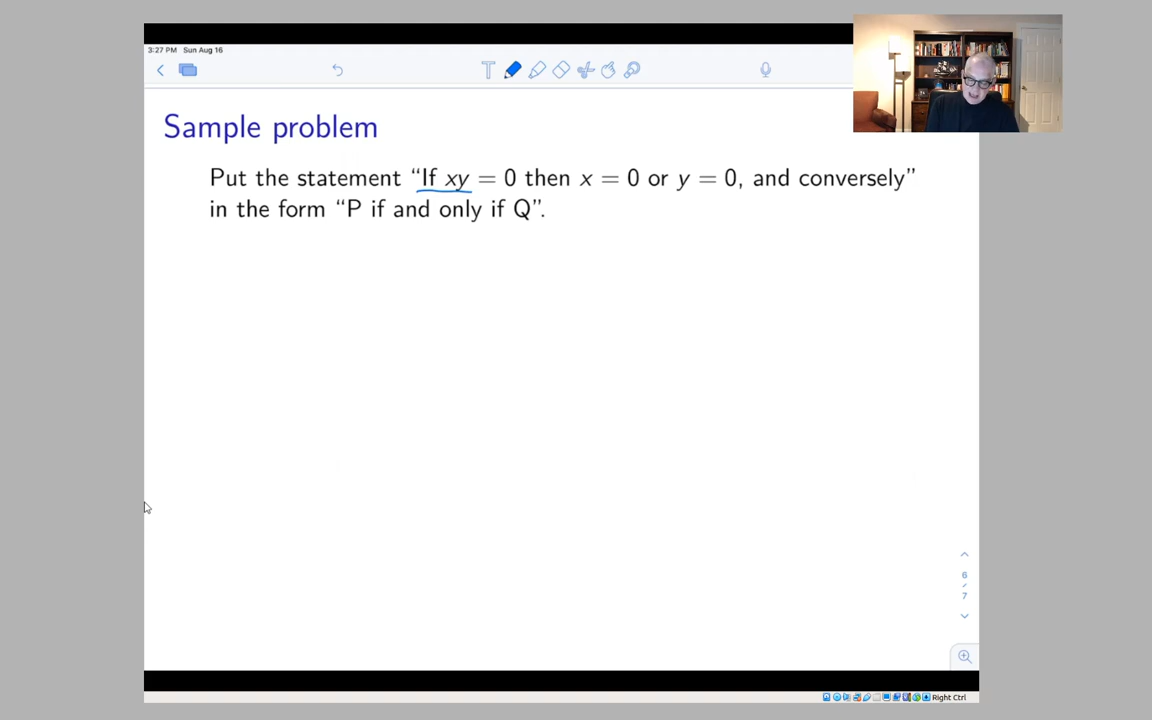 3:27 PM Sun Aug 16
T
Sample problem
Put the statement “If xy = 0 then x = 0 or y = 0, and conversely”
in the form “P if and only if Q”.
6
/
7
Right Ctrl